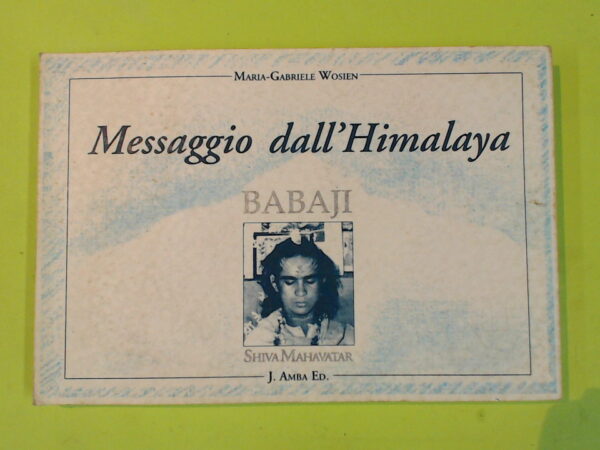 MARIA-GABRIELE WOSIEN
Messaggio dall'Himalaya
BABAJI
SHIVA MAHAVATAR
J. AMBA ED.